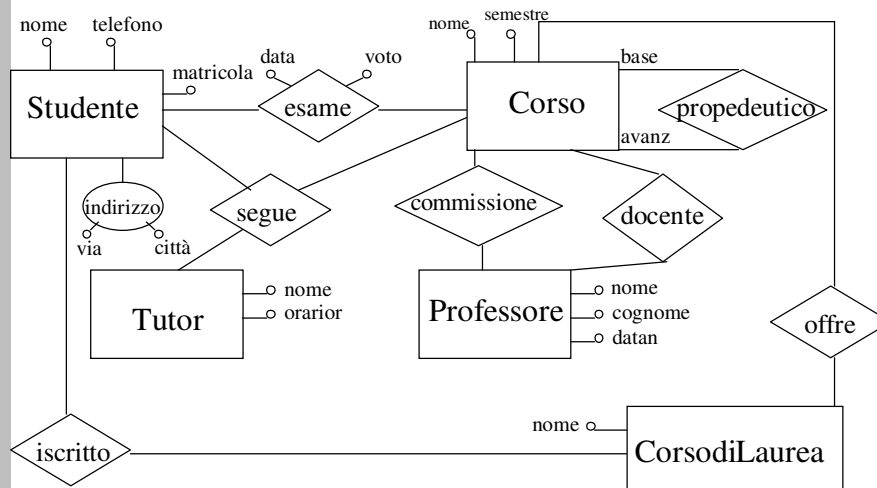 nome telefono
matricola
Studente
indirizzo
via città
data voto
esame
nome semestre
Corso
base
propedeutico
avanz
segue
commissione
docente
Tutor
nome
orarior
Professore
nome
cognome
datan
offre
iscritto
nome
CorsodiLaurea